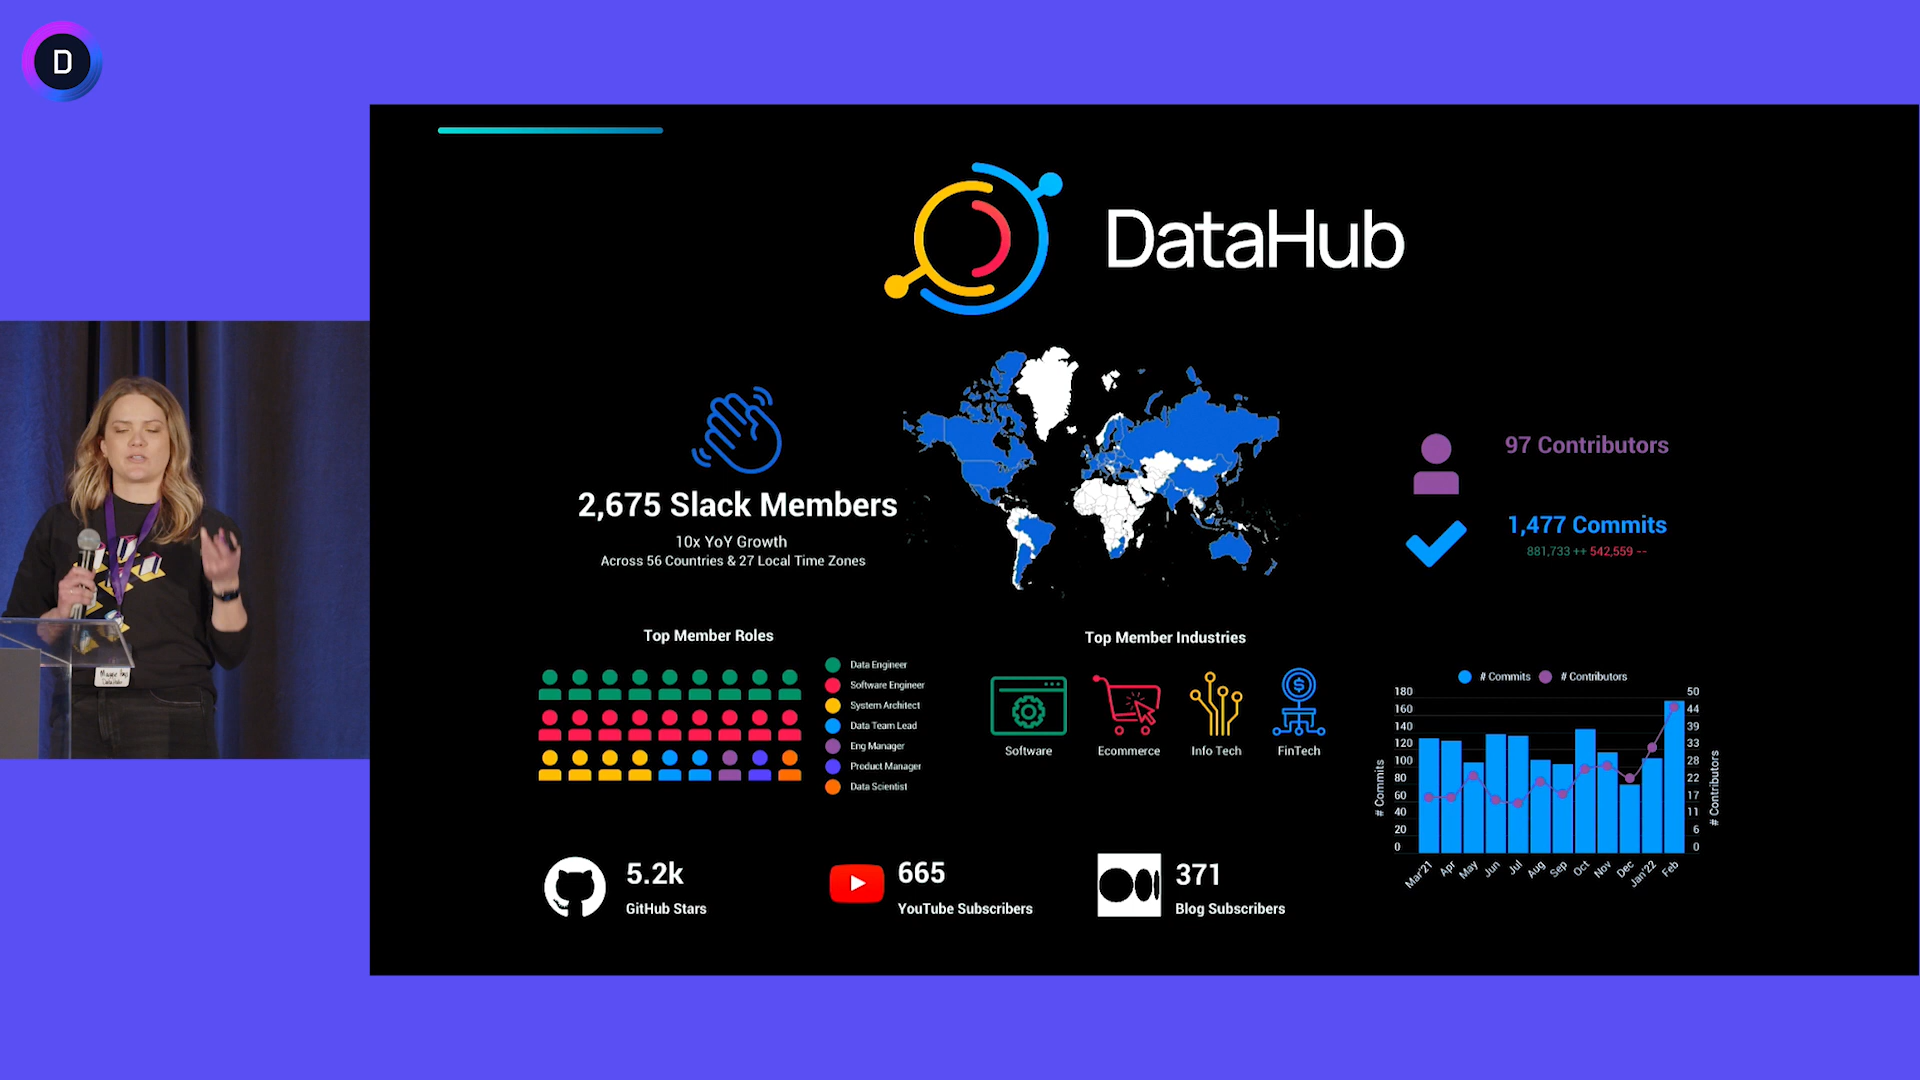 D
DataHub
2,675 Slack Members
10x YoY Growth
Across 56 Countries & 27 Local Time Zones
97 Contributors
1,477 Commits
881,733 ++ 542,559 --
Top Member Roles
Data Engineer
Software Engineer
System Architect
Data Team Lead
Eng Manager
Product Manager
Data Scientist
Top Member Industries
Software
Ecommerce
Info Tech
FinTech
$
# Commits
# Contributors
180
160
140
120
100
80
60
40
20
0
50
44
39
33
28
22
17
11
6
0
# Commits
# Contributors
Mar'21
Apr
May
Jun
Jul
Aug
Sep
Oct
Nov
Dec
Jan'22
Feb
5.2k
GitHub Stars
665
YouTube Subscribers
371
Blog Subscribers
DataHub